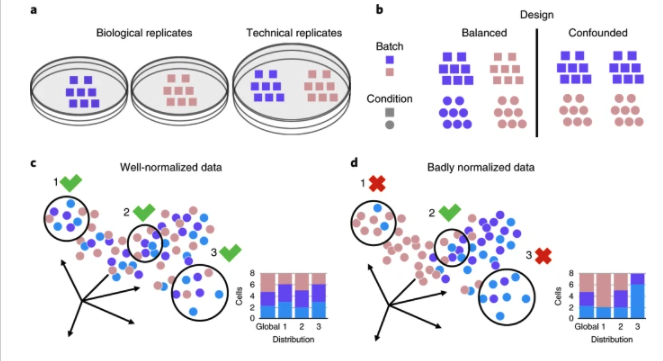 a
Biological replicates
Technical replicates
b
Design
Batch
Balanced
Confounded
Condition
c
Well-normalized data
1
2
3
8
6
4
2
0
Cells
Global 1 2 3
Distribution
d
Badly normalized data
1
2
3
8
6
4
2
0
Cells
Global 1 2 3
Distribution